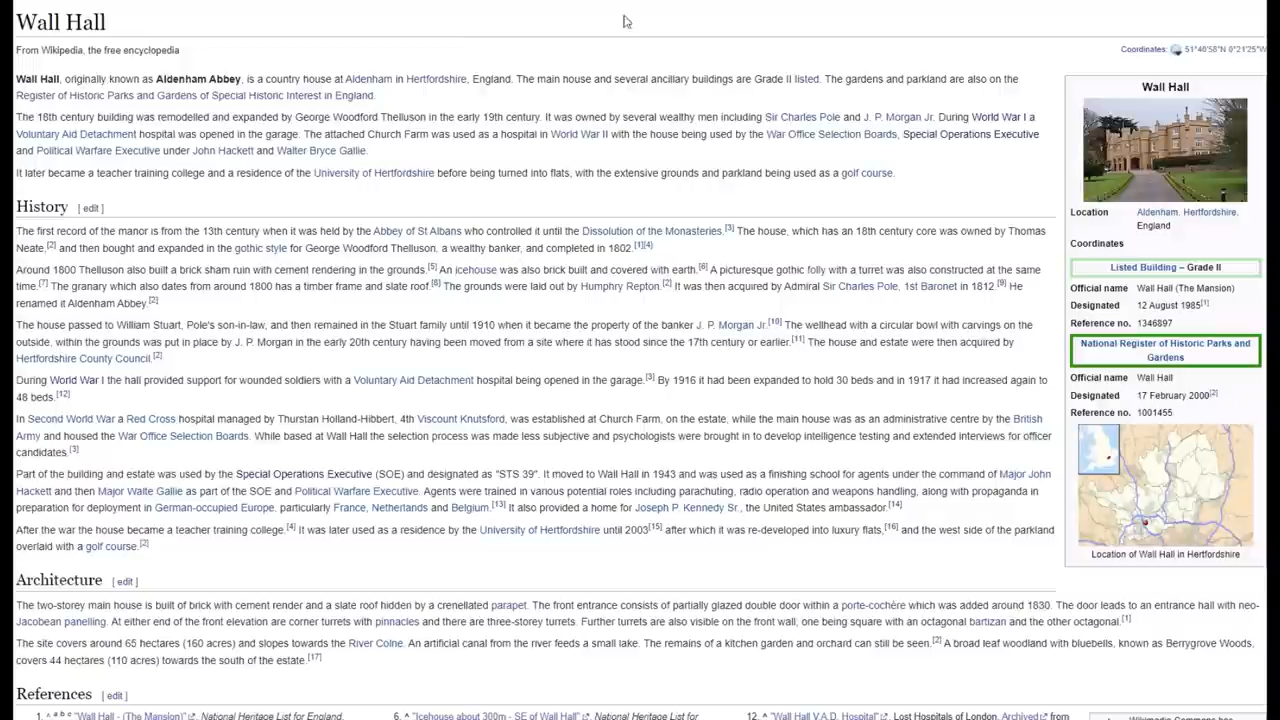 Wall Hall
From Wikipedia, the free encyclopedia
Coordinates: 51°40′58″N 0°21′25″W
Wall Hall, originally known as Aldenham Abbey, is a country house at Aldenham in Hertfordshire, England. The main house and several ancillary buildings are Grade II listed. The gardens and parkland are also on the
Register of Historic Parks and Gardens of Special Historic Interest in England.
The 18th century building was remodelled and expanded by George Woodford Thelluson in the early 19th century. It was owned by several wealthy men including Sir Charles Pole and J. P. Morgan Jr. During World War I a
Voluntary Aid Detachment hospital was opened in the garage. The attached Church Farm was used as a hospital in World War II with the house being used by the War Office Selection Boards, Special Operations Executive
and Political Warfare Executive under John Hackett and Walter Bryce Gallie.
It later became a teacher training college and a residence of the University of Hertfordshire before being turned into flats, with the extensive grounds and parkland being used as a golf course.
History [ edit ]
The first record of the manor is from the 13th century when it was held by the Abbey of St Albans who controlled it until the Dissolution of the Monasteries.[3] The house, which has an 18th century core was owned by Thomas
Neate,[2] and then bought and expanded in the gothic style for George Woodford Thelluson, a wealthy banker, and completed in 1802.[1][4]
Around 1800 Thelluson also built a brick sham ruin with cement rendering in the grounds.[5] An icehouse was also brick built and covered with earth.[6] A picturesque gothic folly with a turret was also constructed at the same
time.[7] The granary which also dates from around 1800 has a timber frame and slate roof.[8] The grounds were laid out by Humphry Repton.[2] It was then acquired by Admiral Sir Charles Pole, 1st Baronet in 1812.[9] He
renamed it Aldenham Abbey.[2]
The house passed to William Stuart, Pole's son-in-law, and then remained in the Stuart family until 1910 when it became the property of the banker J. P. Morgan Jr.[10] The wellhead with a circular bowl with carvings on the
outside, within the grounds was put in place by J. P. Morgan in the early 20th century having been moved from a site where it has stood since the 17th century or earlier.[11] The house and estate were then acquired by
Hertfordshire County Council.[2]
During World War I the hall provided support for wounded soldiers with a Voluntary Aid Detachment hospital being opened in the garage.[3] By 1916 it had been expanded to hold 30 beds and in 1917 it had increased again to
48 beds.[12]
In Second World War a Red Cross hospital managed by Thurstan Holland-Hibbert, 4th Viscount Knutsford, was established at Church Farm, on the estate, while the main house was as an administrative centre by the British
Army and housed the War Office Selection Boards. While based at Wall Hall the selection process was made less subjective and psychologists were brought in to develop intelligence testing and extended interviews for officer
candidates.[3]
Part of the building and estate was used by the Special Operations Executive (SOE) and designated as "STS 39". It moved to Wall Hall in 1943 and was used as a finishing school for agents under the command of Major John
Hackett and then Major Waite Gallie as part of the SOE and Political Warfare Executive. Agents were trained in various potential roles including parachuting, radio operation and weapons handling, along with propaganda in
preparation for deployment in German-occupied Europe, particularly France, Netherlands and Belgium.[13] It also provided a home for Joseph P. Kennedy Sr., the United States ambassador.[14]
After the war the house became a teacher training college.[4] It was later used as a residence by the University of Hertfordshire until 2003[15] after which it was re-developed into luxury flats,[16] and the west side of the parkland
overlaid with a golf course.[2]
Wall Hall
Location Aldenham, Hertfordshire,
England
Coordinates
Listed Building – Grade II
Official name Wall Hall (The Mansion)
Designated 12 August 1985[1]
Reference no. 1346897
National Register of Historic Parks and
Gardens
Official name Wall Hall
Designated 17 February 2000[2]
Reference no. 1001455
Location of Wall Hall in Hertfordshire
Architecture [ edit ]
The two-storey main house is built of brick with cement render and a slate roof hidden by a crenellated parapet. The front entrance consists of partially glazed double door within a porte-cochère which was added around 1830. The door leads to an entrance hall with neo-
Jacobean panelling. At either end of the front elevation are corner turrets with pinnacles and there are three-storey turrets. Further turrets are also visible on the front wall, one being square with an octagonal bartizan and the other octagonal.[1]
The site covers around 65 hectares (160 acres) and slopes towards the River Colne. An artificial canal from the river feeds a small lake. The remains of a kitchen garden and orchard can still be seen.[2] A broad leaf woodland with bluebells, known as Berrygrove Woods,
covers 44 hectares (110 acres) towards the south of the estate.[17]
References [ edit ]
1. ^ a b c "Wall Hall - (The Mansion)", National Heritage List for England,
6. ^ "Icehouse about 300m - SE of Wall Hall", National Heritage List for
12. ^ "Wall Hall V.A.D. Hospital", Lost Hospitals of London, Archived from
Wikimedia Commons has